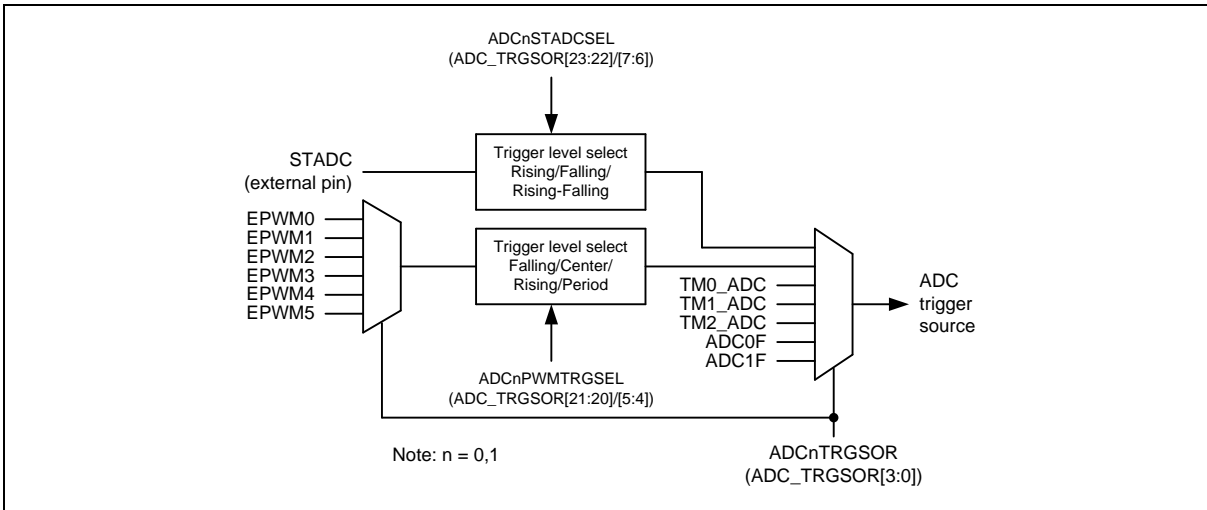 ADCnSTADCSEL
(ADC_TRGSOR[23:22]/[7:6])
STADC
(external pin)
Trigger level select
Rising/Falling/
Rising-Falling
EPWM0
EPWM1
EPWM2
EPWM3
EPWM4
EPWM5
Trigger level select
Falling/Center/
Rising/Period
TM0_ADC
TM1_ADC
TM2_ADC
ADC0F
ADC1F
ADC
trigger
source
ADCnPWMTRGSEL
(ADC_TRGSOR[21:20]/[5:4])
Note: n = 0,1
ADCnTRGSOR
(ADC_TRGSOR[3:0])